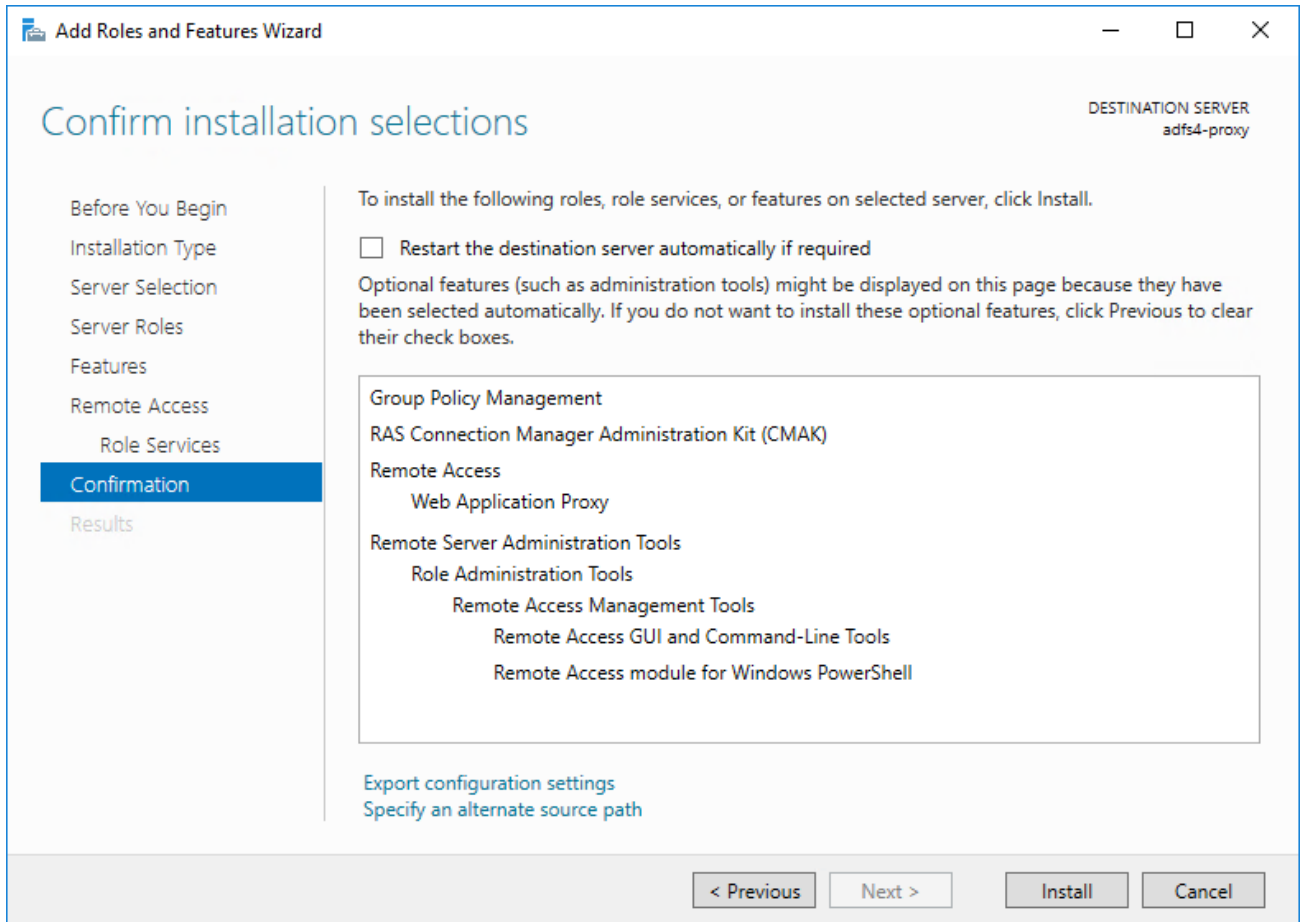 Add Roles and Features Wizard
Confirm installation selections
DESTINATION SERVER
adfs4-proxy
Before You Begin
Installation Type
Server Selection
Server Roles
Features
Remote Access
Role Services
Confirmation
Results
To install the following roles, role services, or features on selected server, click Install.
Restart the destination server automatically if required
Optional features (such as administration tools) might be displayed on this page because they have
been selected automatically. If you do not want to install these optional features, click Previous to clear
their check boxes.
Group Policy Management
RAS Connection Manager Administration Kit (CMAK)
Remote Access
Web Application Proxy
Remote Server Administration Tools
Role Administration Tools
Remote Access Management Tools
Remote Access GUI and Command-Line Tools
Remote Access module for Windows PowerShell
Export configuration settings
Specify an alternate source path
< Previous
Next >
Install
Cancel